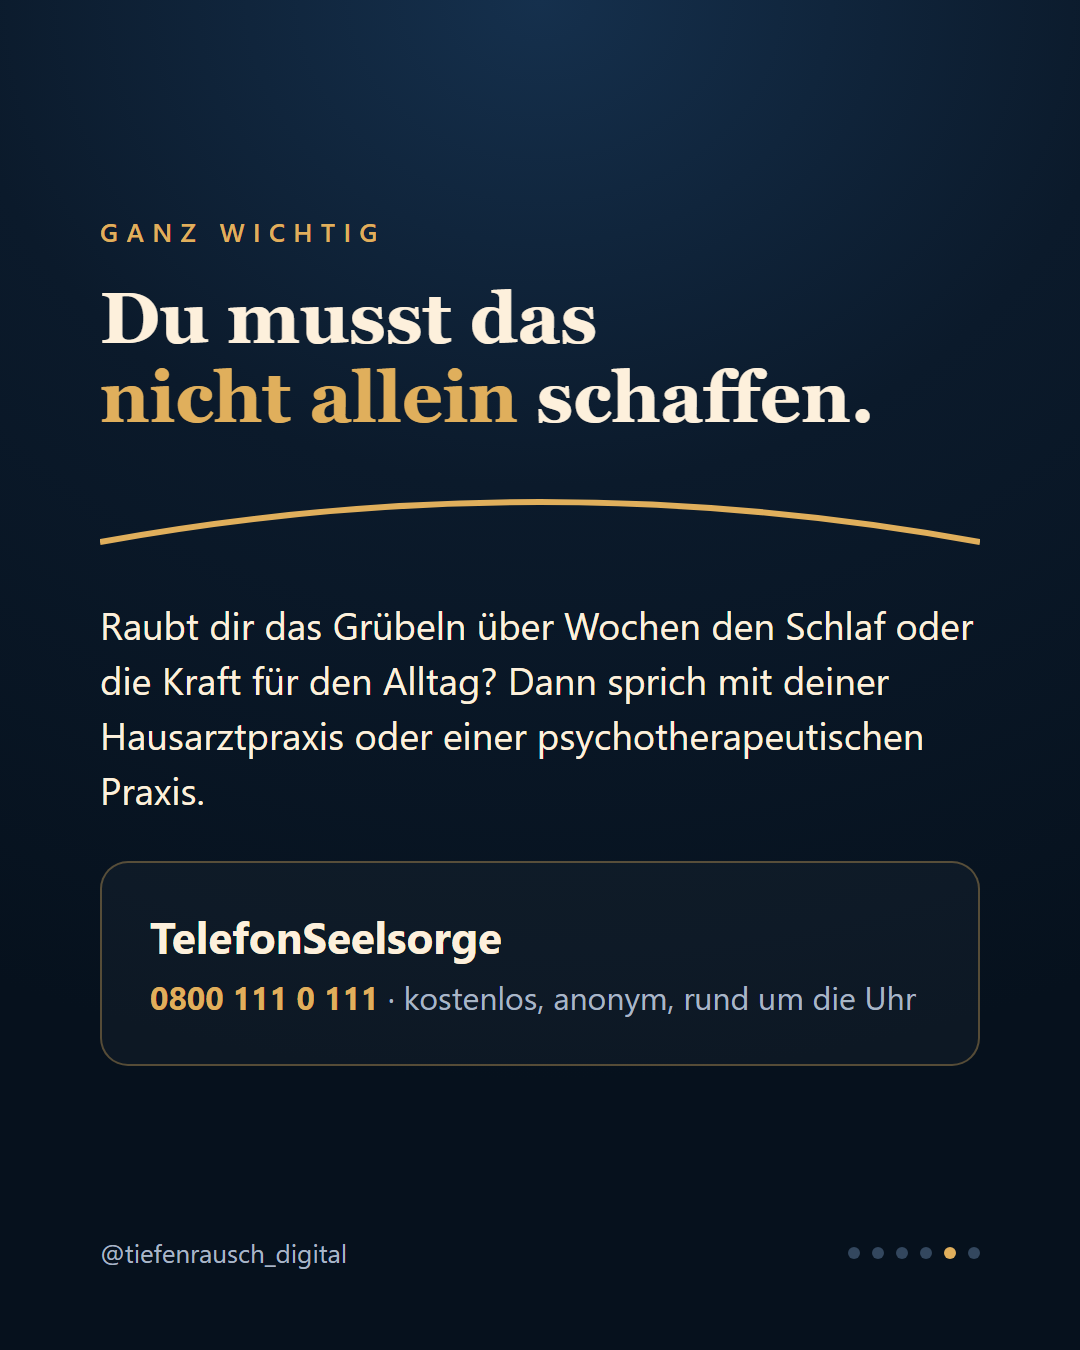 GANZ WICHTIG
Du musst das
nicht allein schaffen.
Raubt dir das Grübeln über Wochen den Schlaf oder
die Kraft für den Alltag? Dann sprich mit deiner
Hausarztpraxis oder einer psychotherapeutischen
Praxis.
TelefonSeelsorge
0800 111 0 111 · kostenlos, anonym, rund um die Uhr
@tiefenrausch_digital